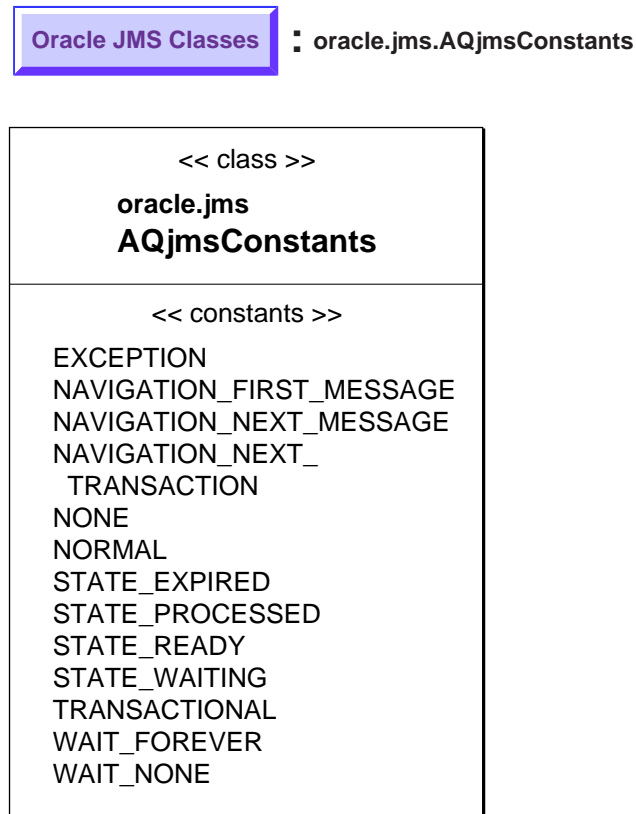 Oracle JMS Classes : oracle.jms.AQjmsConstants
<< class >>
oracle.jms
AQjmsConstants
<< constants >>
EXCEPTION
NAVIGATION_FIRST_MESSAGE
NAVIGATION_NEXT_MESSAGE
NAVIGATION_NEXT_
TRANSACTION
NONE
NORMAL
STATE_EXPIRED
STATE_PROCESSED
STATE_READY
STATE_WAITING
TRANSACTIONAL
WAIT_FOREVER
WAIT_NONE